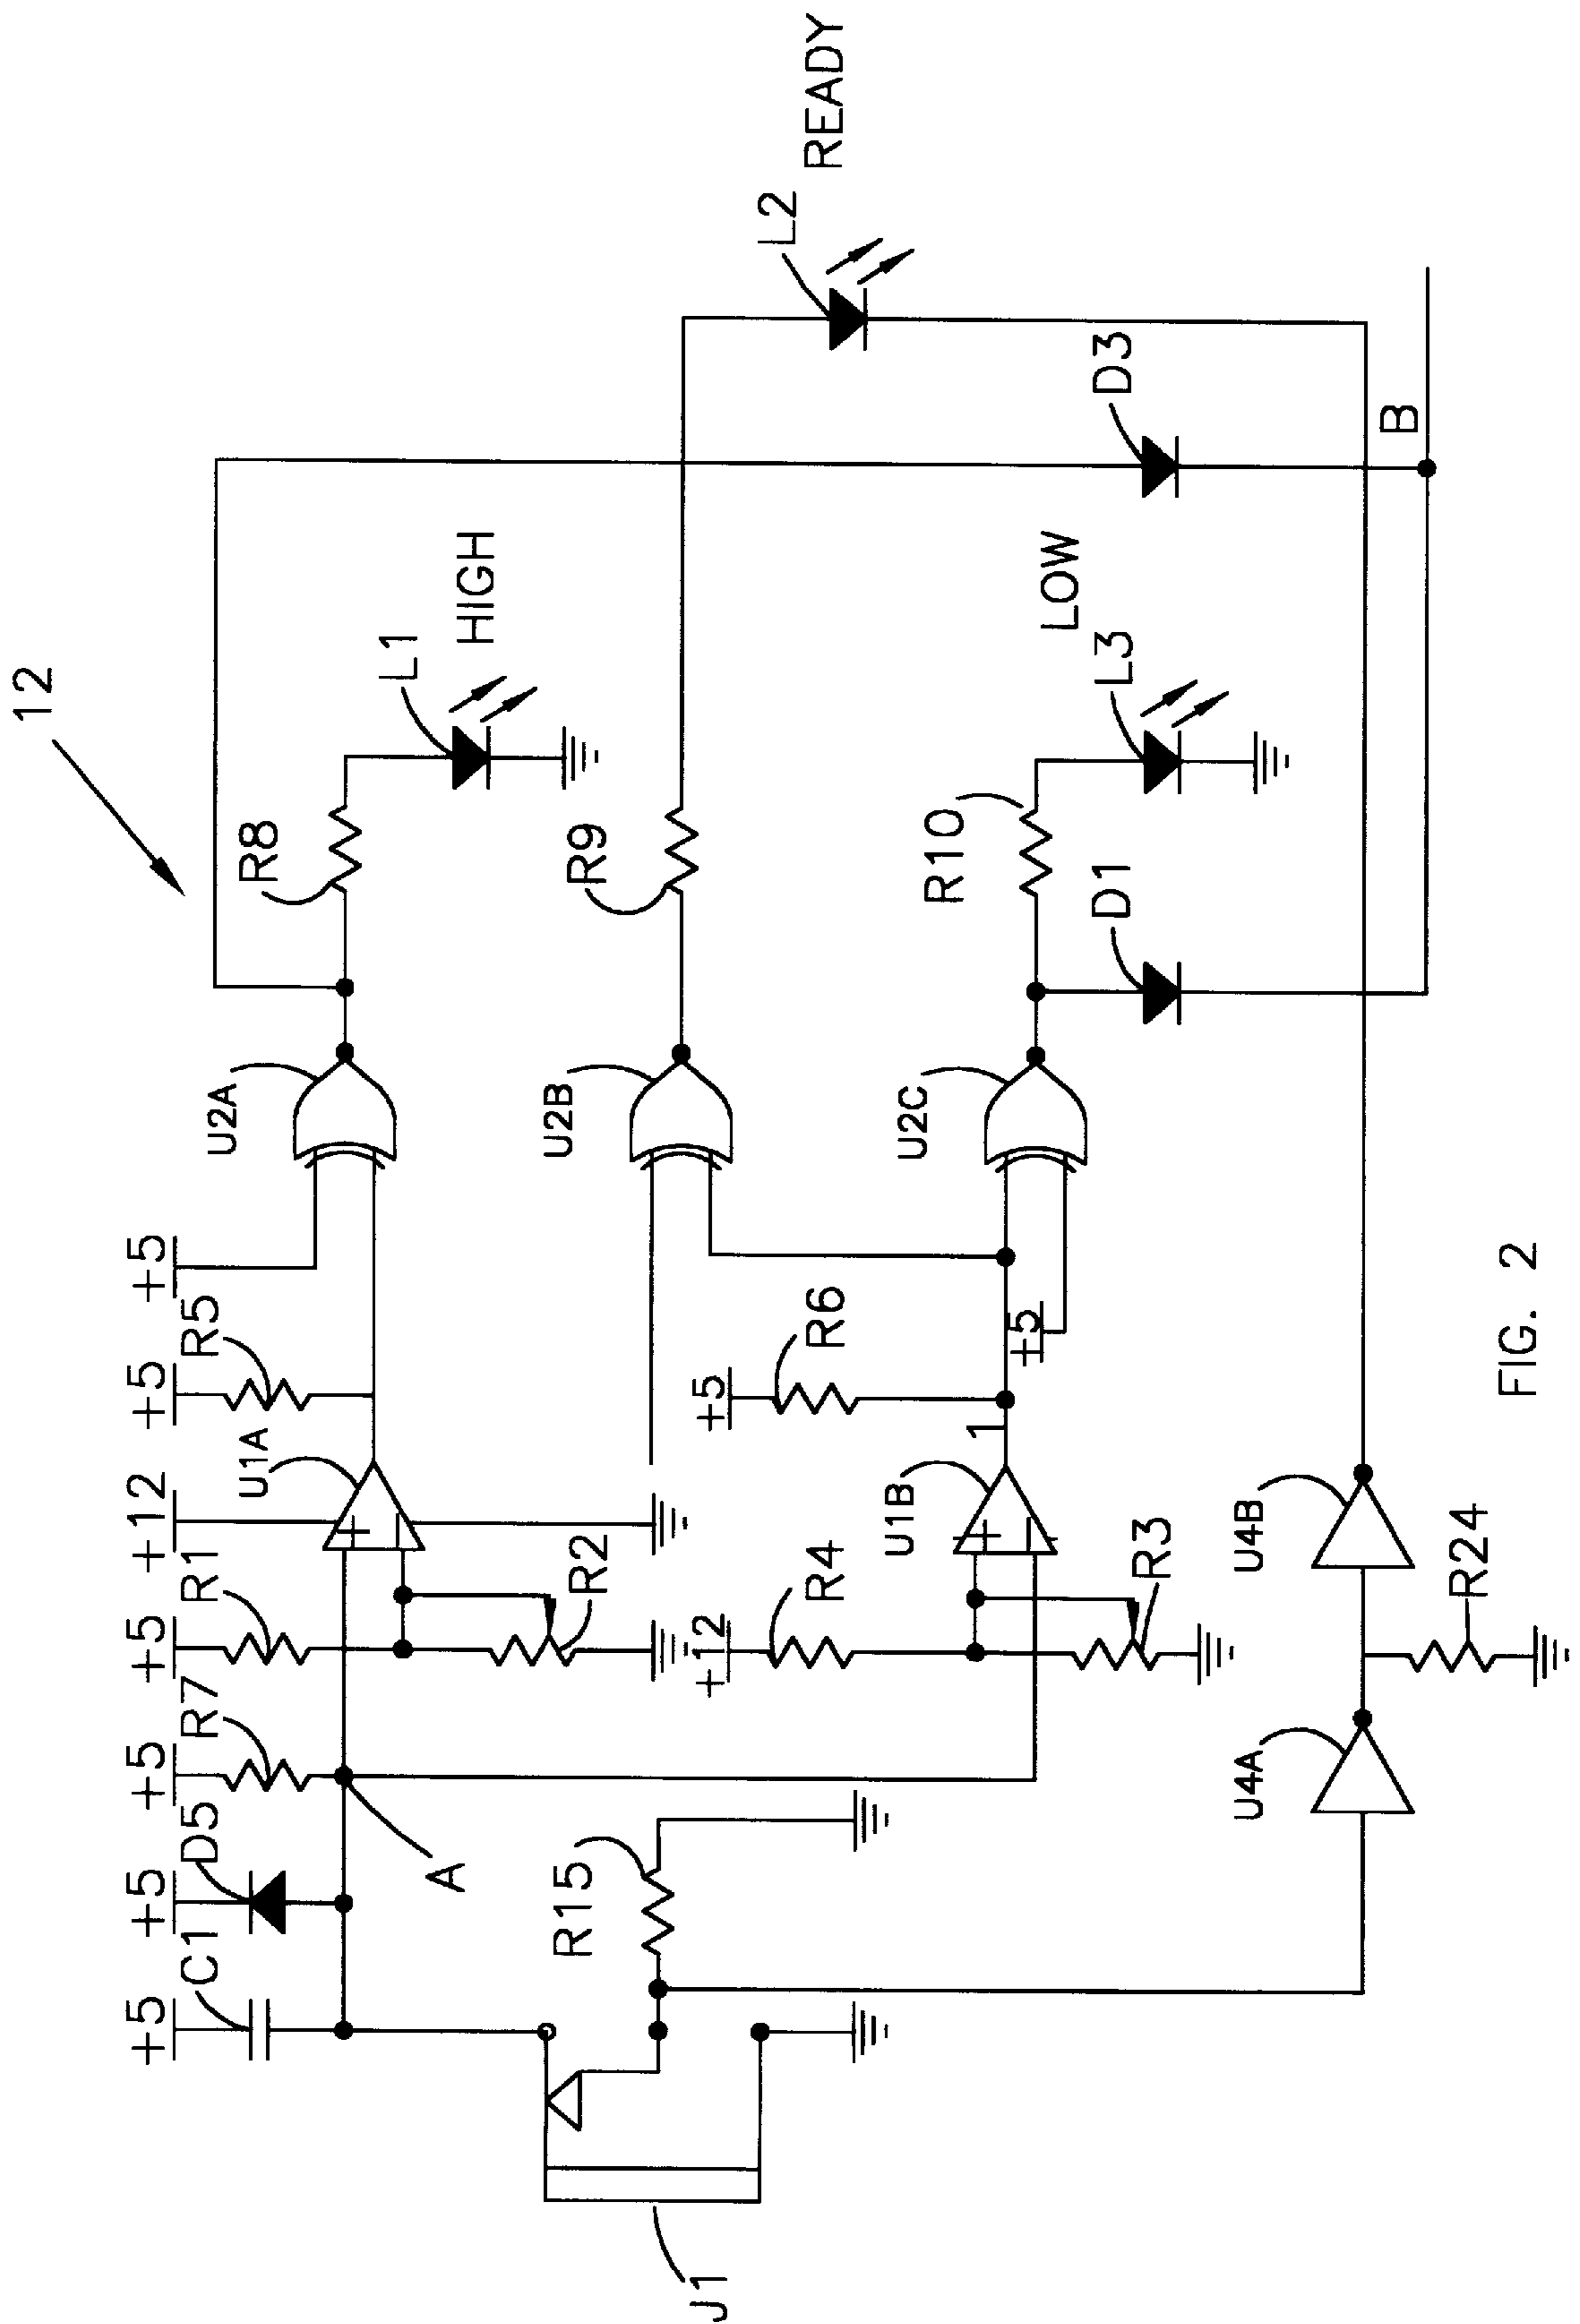 12
+5
C1
+5
D5
+5
R7
+5
R1
+12
U1A
+5
R5
+5
U2A
R8
L1
HIGH
A
+
−
R2
U2B
R9
L2
READY
J1
R15
+12
R4
U1B
+
−
R3
+5
R6
1
+5
U2C
R10
L3
LOW
D1
D3
B
U4A
U4B
R24
FIG. 2